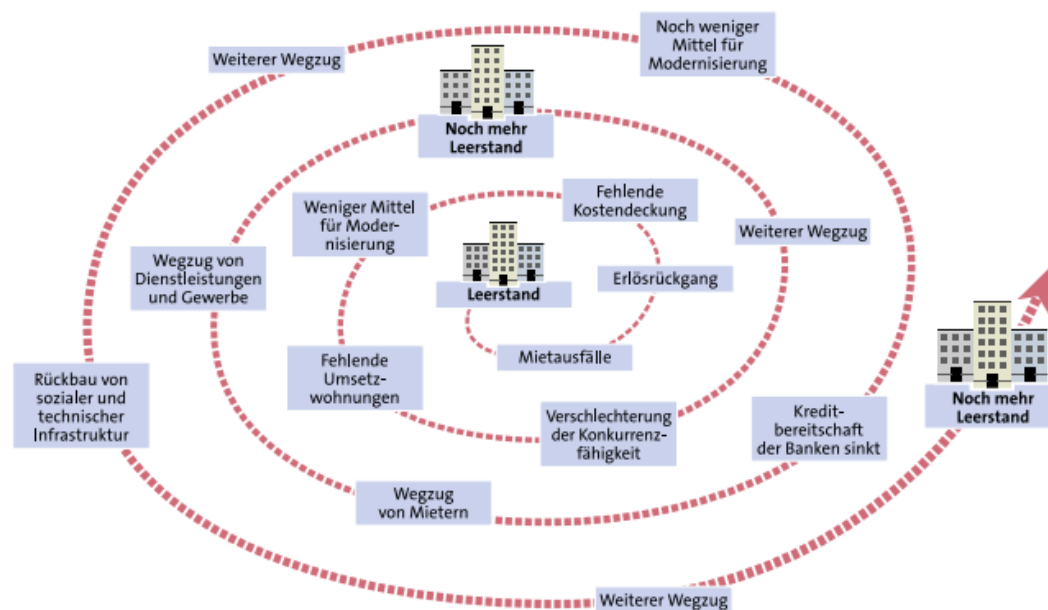 Noch weniger
Mittel für
Modernisierung
Weiterer Wegzug
Noch mehr
Leerstand
Fehlende
Kostendeckung
Weniger Mittel
für Moder-
nisierung
Weiterer Wegzug
Wegzug von
Dienstleistungen
und Gewerbe
Erlösrückgang
Leerstand
Mietausfälle
Fehlende
Umsetz-
wohnungen
Rückbau von
sozialer und
technischer
Infrastruktur
Noch mehr
Leerstand
Verschlechterung
der Konkurrenz-
fähigkeit
Kredit-
bereitschaft
der Banken sinkt
Wegzug
von Mietern
Weiterer Wegzug